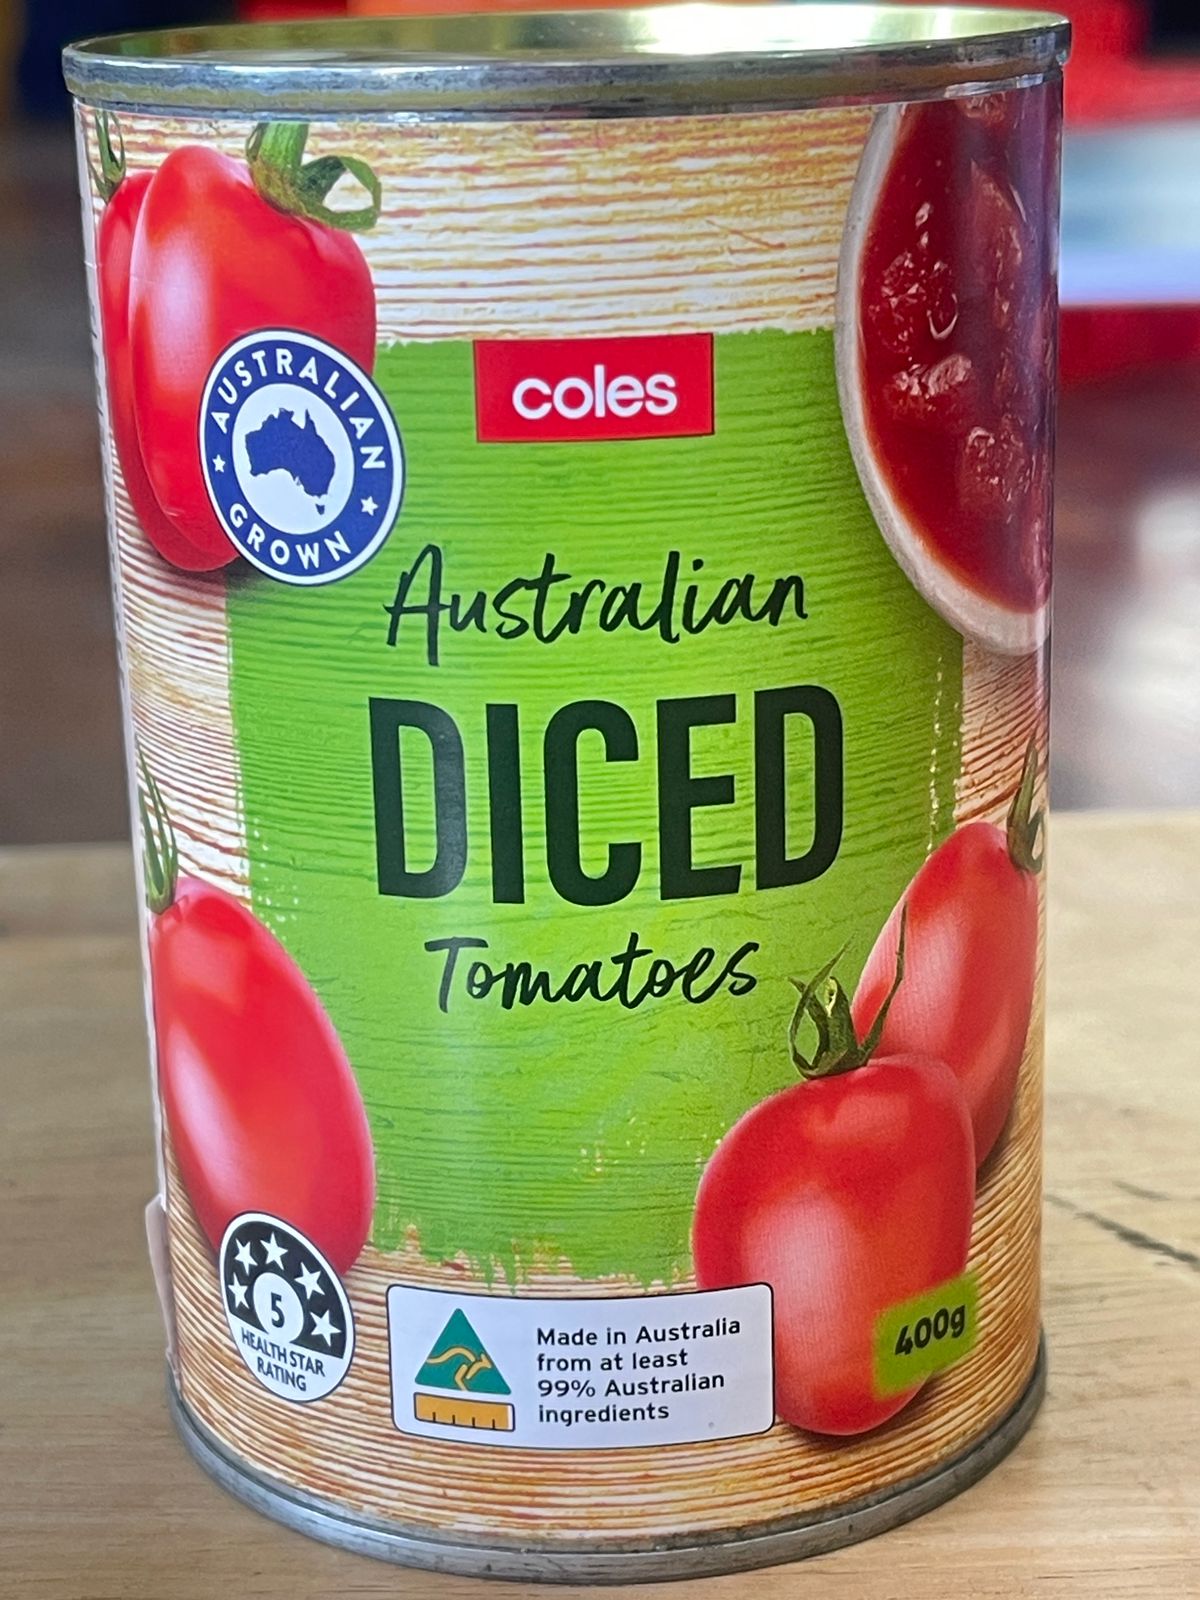 coles
AUSTRALIAN
GROWN
Australian
DICED
Tomatoes
5
HEALTH STAR
RATING
Made in Australia
from at least
99% Australian
ingredients
400g